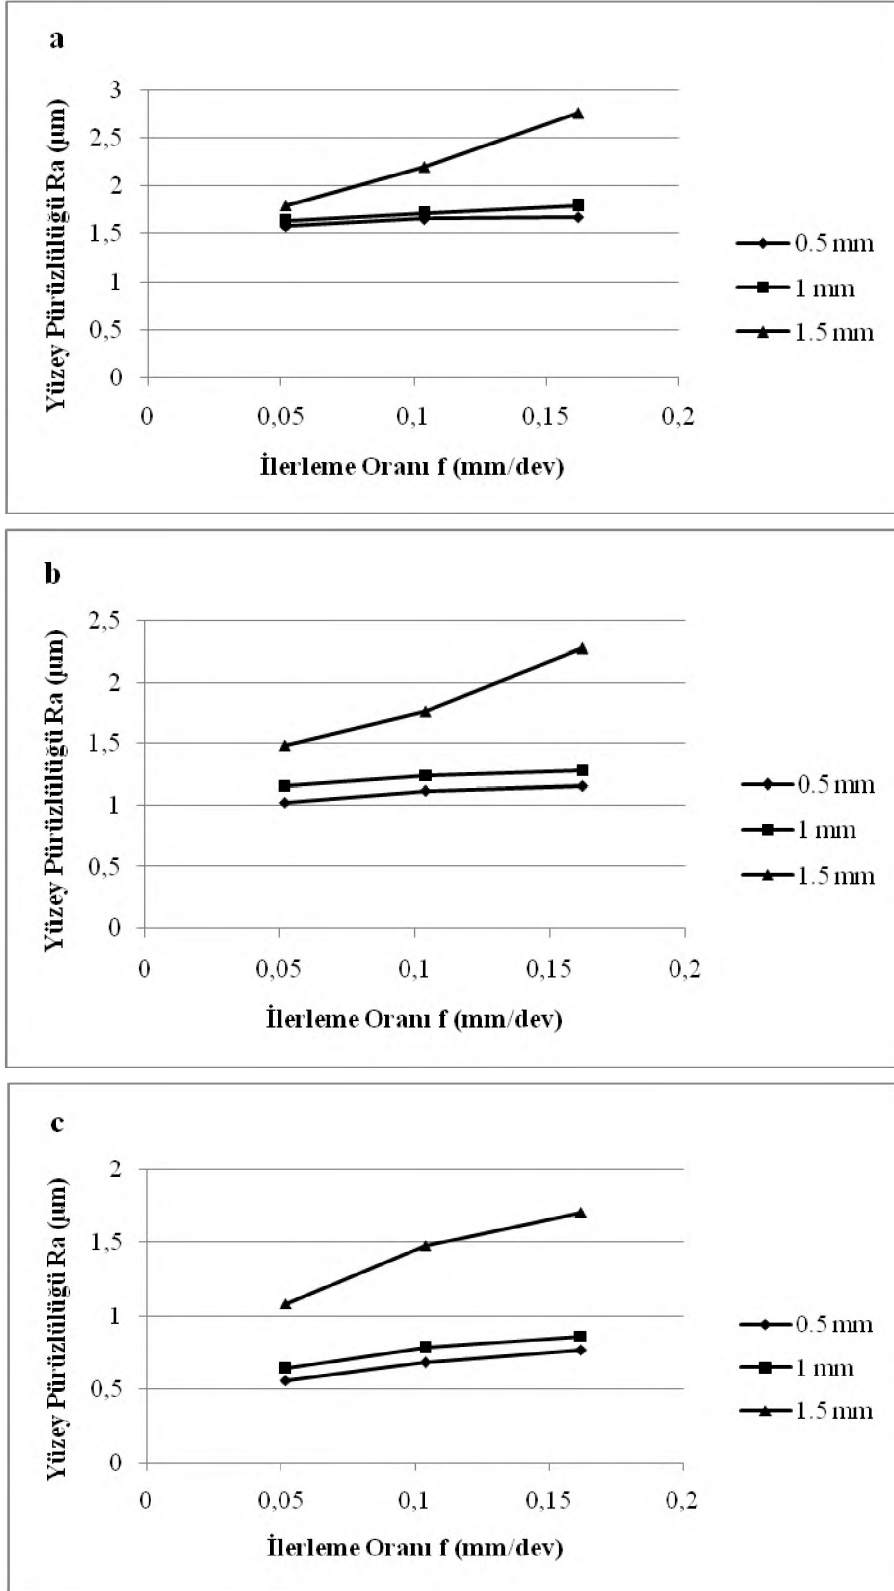 a
Yüzey Pürüzlülüğü Ra (µm)
3
2,5
2
1,5
1
0,5
0
0 0,05 0,1 0,15 0,2
İlerleme Oranı f (mm/dev)
0.5 mm
1 mm
1.5 mm
b
Yüzey Pürüzlülüğü Ra (µm)
2,5
2
1,5
1
0,5
0
0 0,05 0,1 0,15 0,2
İlerleme Oranı f (mm/dev)
0.5 mm
1 mm
1.5 mm
c
Yüzey Pürüzlülüğü Ra (µm)
2
1,5
1
0,5
0
0 0,05 0,1 0,15 0,2
İlerleme Oranı f (mm/dev)
0.5 mm
1 mm
1.5 mm